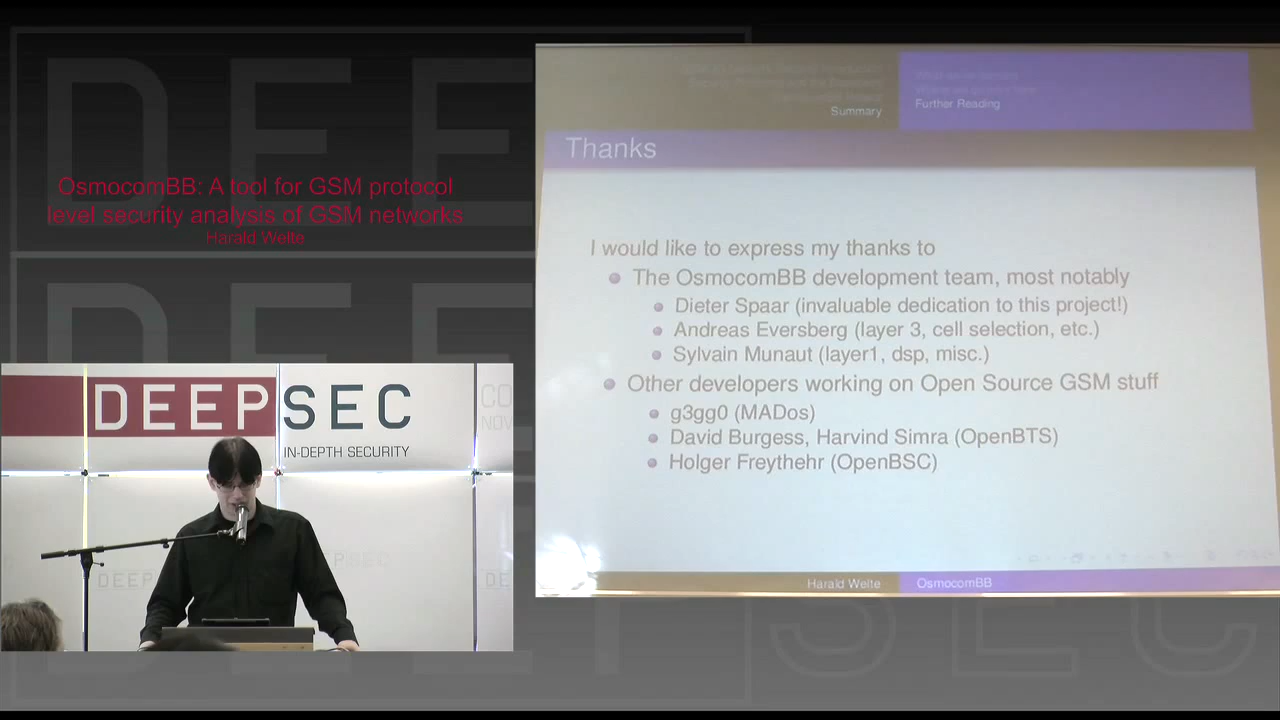 OsmocomBB: A tool for GSM protocol
level security analysis of GSM networks
Harald Welte
DEEPSEC
IN-DEPTH SECURITY
Summary
Further Reading
Thanks
I would like to express my thanks to
The OsmocomBB development team, most notably
Dieter Spaar (invaluable dedication to this project!)
Andreas Eversberg (layer 3, cell selection, etc.)
Sylvain Munaut (layer1, dsp, misc.)
Other developers working on Open Source GSM stuff
g3gg0 (MADos)
David Burgess, Harvind Simra (OpenBTS)
Holger Freythehr (OpenBSC)
Harald Welte
OsmocomBB